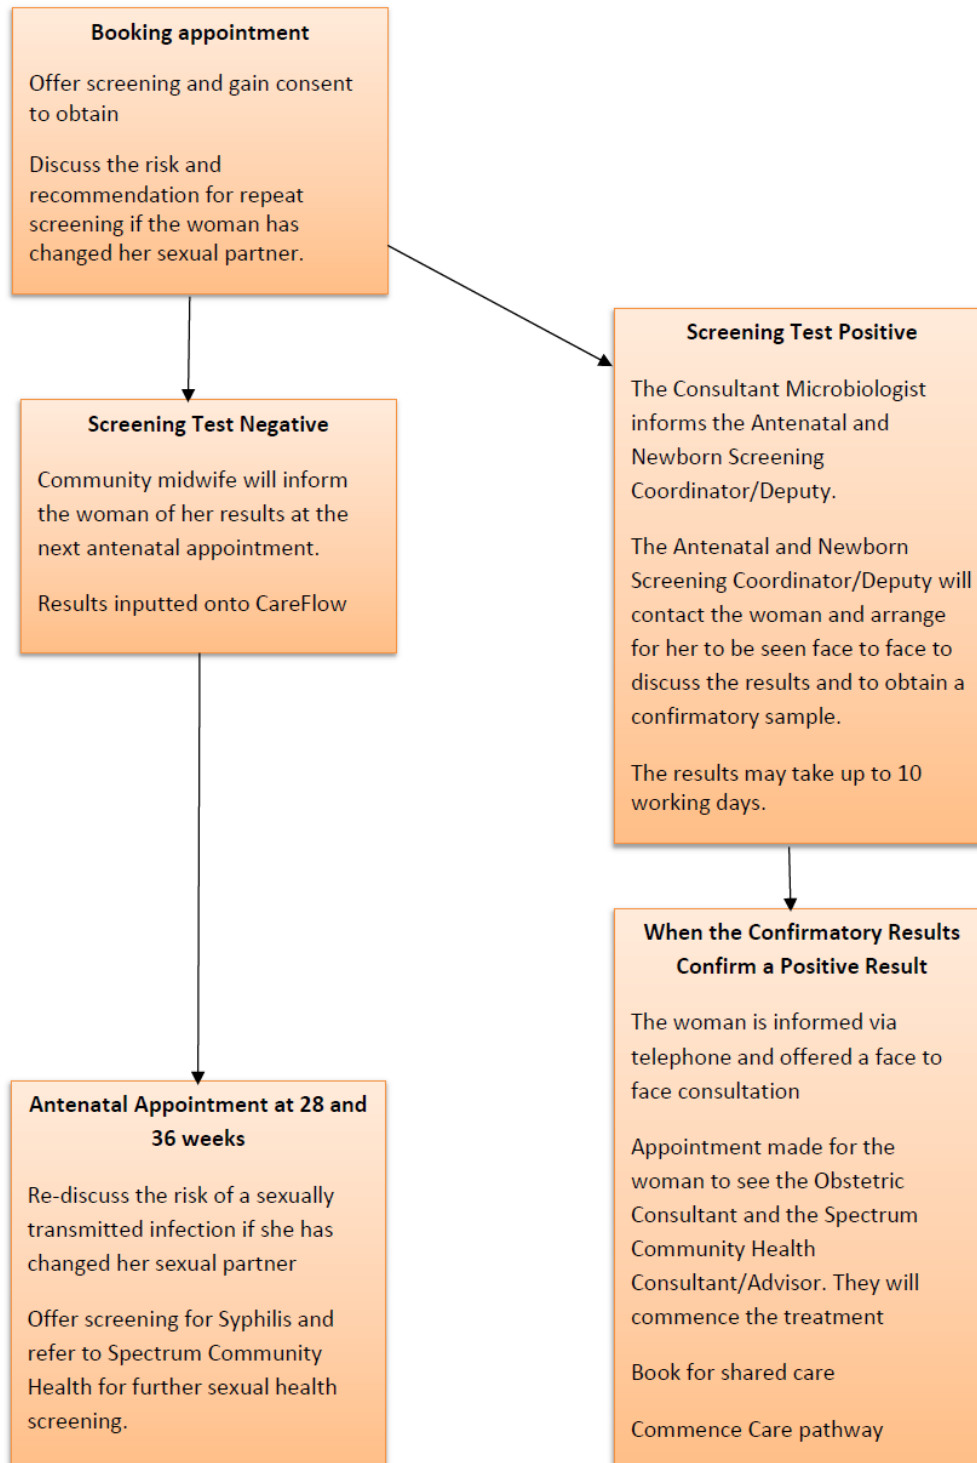 Booking appointment
Offer screening and gain consent
to obtain
Discuss the risk and
recommendation for repeat
screening if the woman has
changed her sexual partner.
Screening Test Negative
Community midwife will inform
the woman of her results at the
next antenatal appointment.
Results inputted onto CareFlow
Antenatal Appointment at 28 and
36 weeks
Re-discuss the risk of a sexually
transmitted infection if she has
changed her sexual partner
Offer screening for Syphilis and
refer to Spectrum Community
Health for further sexual health
screening.
Screening Test Positive
The Consultant Microbiologist
informs the Antenatal and
Newborn Screening
Coordinator/Deputy.
The Antenatal and Newborn
Screening Coordinator/Deputy will
contact the woman and arrange
for her to be seen face to face to
discuss the results and to obtain a
confirmatory sample.
The results may take up to 10
working days.
When the Confirmatory Results
Confirm a Positive Result
The woman is informed via
telephone and offered a face to
face consultation
Appointment made for the
woman to see the Obstetric
Consultant and the Spectrum
Community Health
Consultant/Advisor. They will
commence the treatment
Book for shared care
Commence Care pathway